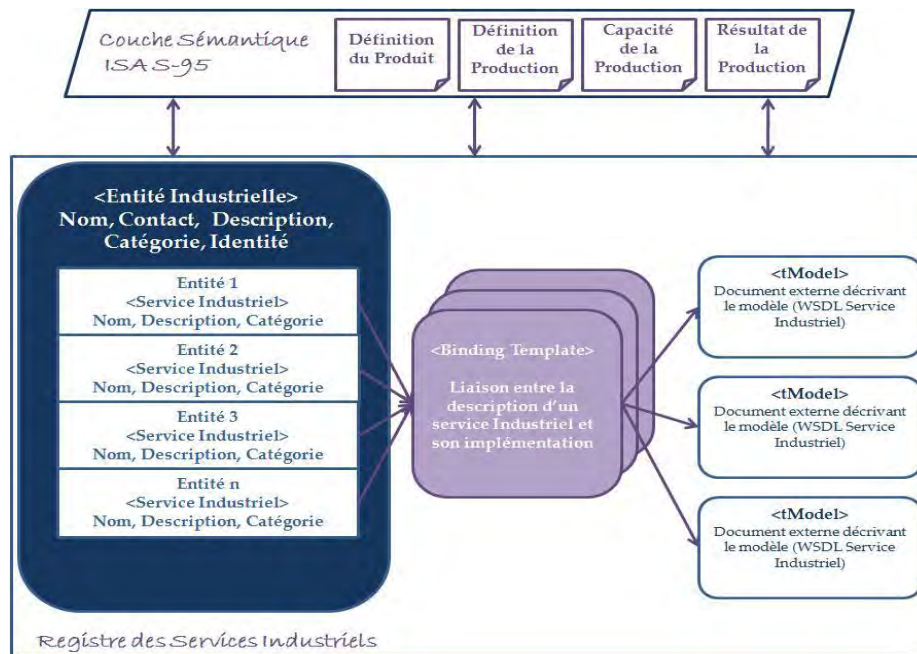 Couche Sémantique
ISA S-95
Définition
du Produit
Définition
de la
Production
Capacité
de la
Production
Résultat de
la
Production
<Entité Industrielle>
Nom, Contact, Description,
Catégorie, Identité
Entité 1
<Service Industriel>
Nom, Description, Catégorie
Entité 2
<Service Industriel>
Nom, Description, Catégorie
Entité 3
<Service Industriel>
Nom, Description, Catégorie
Entité n
<Service Industriel>
Nom, Description, Catégorie
<Binding Template>
Liaison entre la
description d'un
service Industriel et
son implémentation
<tModel>
Document externe décrivant
le modèle (WSDL Service
Industriel)
<tModel>
Document externe décrivant
le modèle (WSDL Service
Industriel)
<tModel>
Document externe décrivant
le modèle (WSDL Service
Industriel)
Registre des Services Industriels